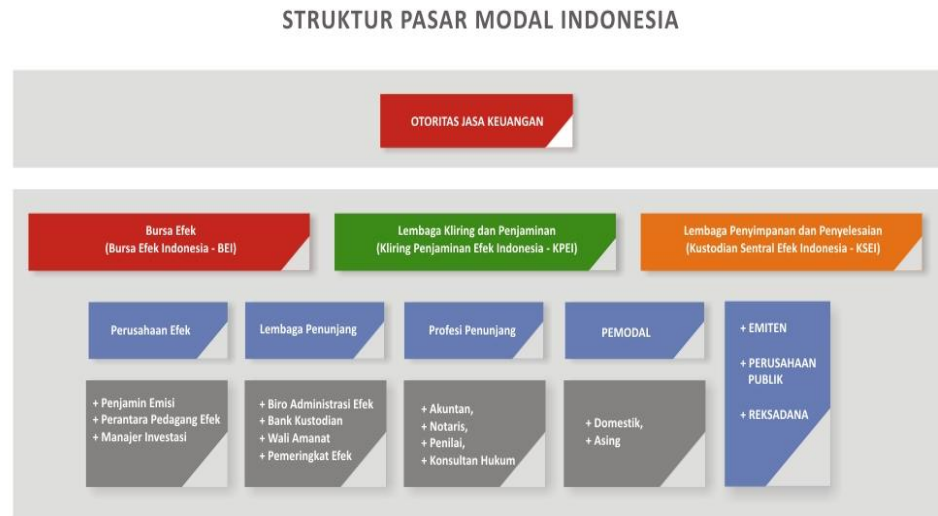 STRUKTUR PASAR MODAL INDONESIA
OTORITAS JASA KEUANGAN
Bursa Efek
(Bursa Efek Indonesia - BEI)
Lembaga Kliring dan Penjaminan
(Kliring Penjaminan Efek Indonesia - KPEI)
Lembaga Penyimpanan dan Penyelesaian
(Kustodian Sentral Efek Indonesia - KSEI)
Perusahaan Efek
+ Penjamin Emisi
+ Perantara Pedagang Efek
+ Manajer Investasi
Lembaga Penunjang
+ Biro Administrasi Efek
+ Bank Kustodian
+ Wali Amanat
+ Pemeringkat Efek
Profesi Penunjang
+ Akuntan,
+ Notaris,
+ Penilai,
+ Konsultan Hukum
PEMODAL
+ Domestik,
+ Asing
+ EMITEN
+ PERUSAHAAN
PUBLIK
+ REKSADANA